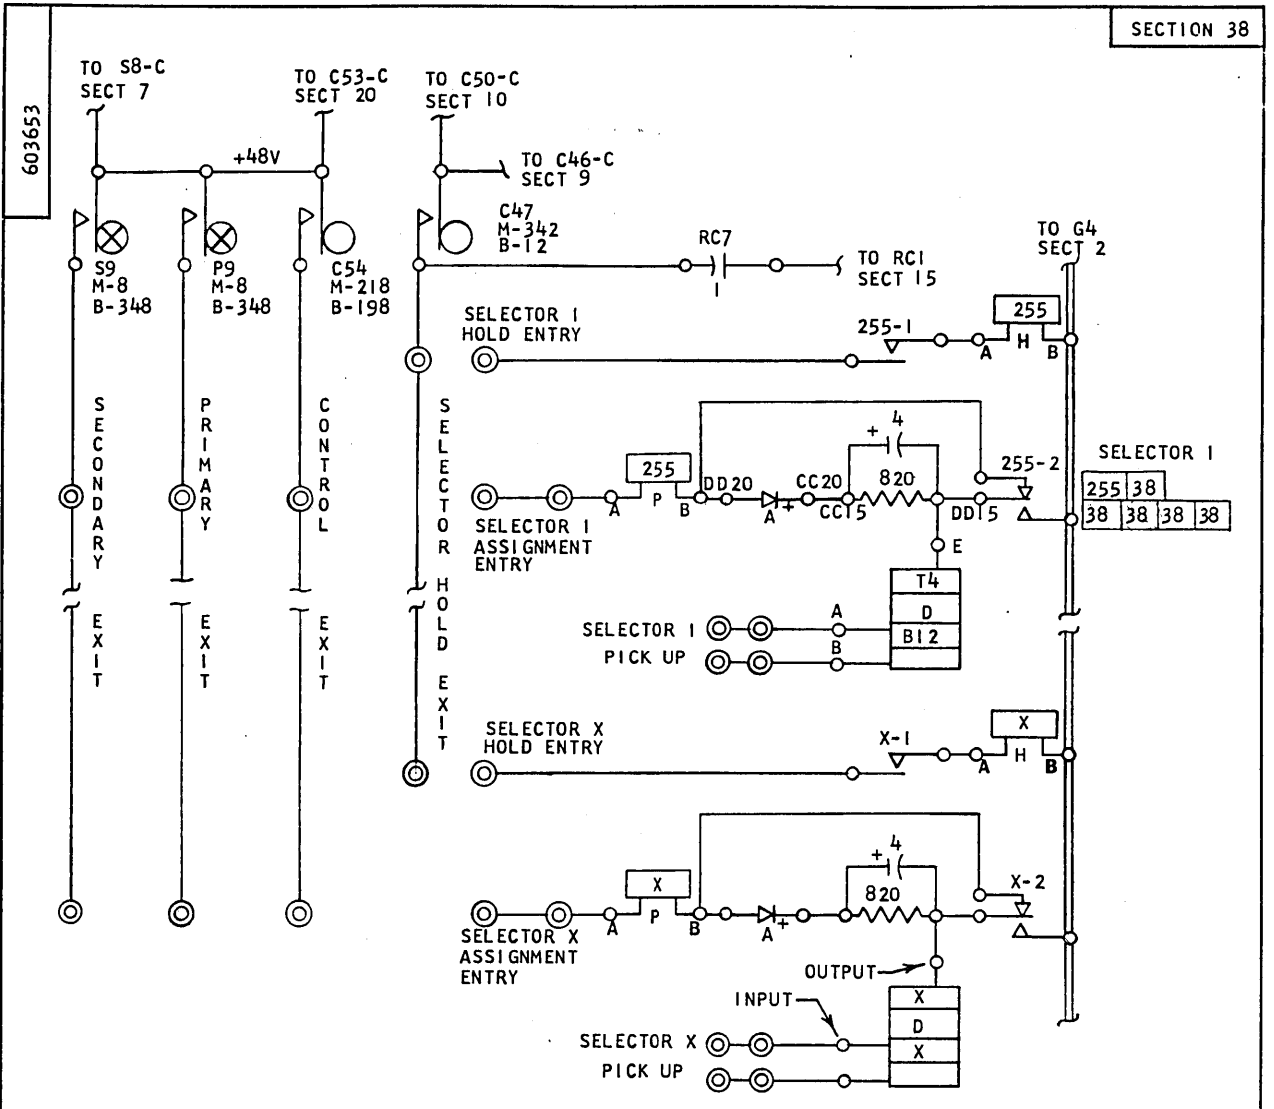 SECTION 38
603653
TO S8-C
SECT 7
TO C53-C
SECT 20
TO C50-C
SECT 10
+48V
TO C46-C
SECT 9
S9
M-8
B-348
P9
M-8
B-348
C54
M-218
B-198
C47
M-342
B-12
RC7
1
TO RC1
SECT 15
TO G4
SECT 2
SELECTOR 1
HOLD ENTRY
255-1
255
A H B
SECONDARY EXIT
PRIMARY EXIT
CONTROL EXIT
SELECTOR HOLD EXIT
255
A P B
DD20
A +
CC20
CC15
+ 4
820
DD15
255-2
SELECTOR 1
255 38
38 38 38 38
SELECTOR 1
ASSIGNMENT
ENTRY
E
T4
D
B12
SELECTOR 1
PICK UP
A
B
SELECTOR X
HOLD ENTRY
X-1
X
A H B
X
A P B
A +
+ 4
820
X-2
SELECTOR X
ASSIGNMENT
ENTRY
OUTPUT
INPUT
X
D
X
SELECTOR X
PICK UP